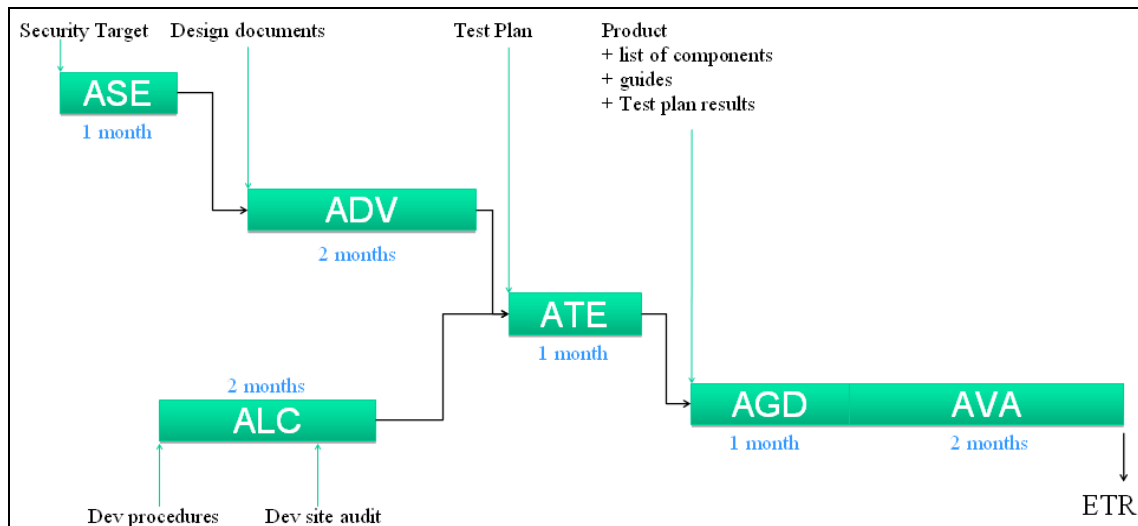 Security Target
Design documents
Test Plan
Product
+ list of components
+ guides
+ Test plan results
ASE
1 month
ADV
2 months
ATE
1 month
2 months
ALC
AGD
AVA
1 month
2 months
Dev procedures
Dev site audit
ETR